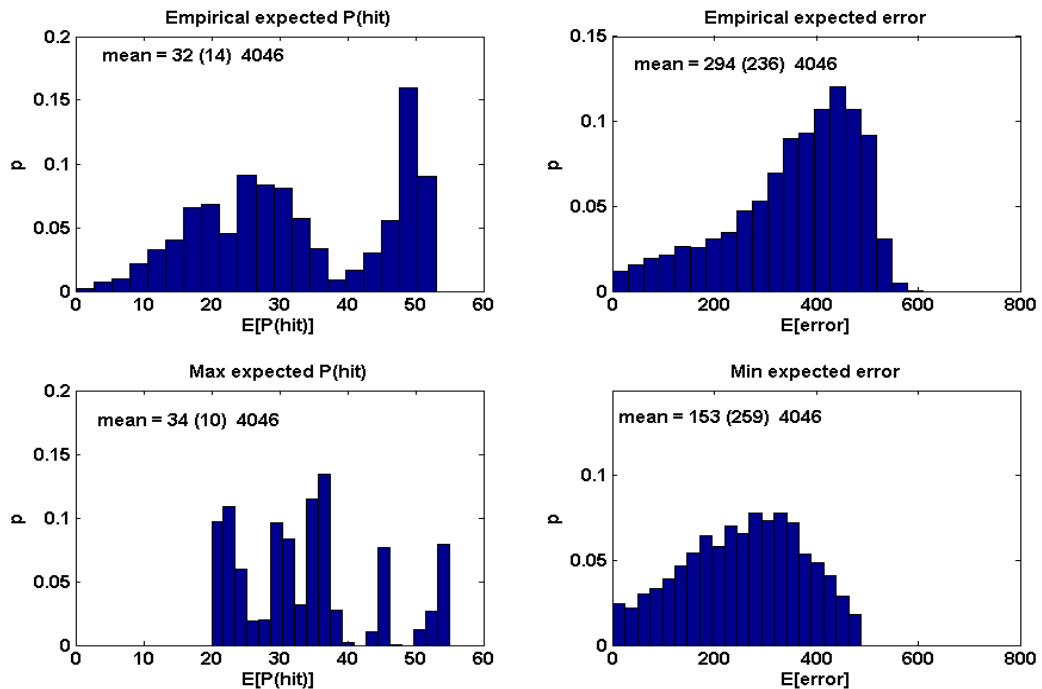 Empirical expected P(hit)
mean = 32 (14) 4046
0.2
0.15
0.1
0.05
0
p
0 10 20 30 40 50 60
E[P(hit)]
Empirical expected error
mean = 294 (236) 4046
0.15
0.1
0.05
0
p
0 200 400 600 800
E[error]
Max expected P(hit)
mean = 34 (10) 4046
0.2
0.15
0.1
0.05
0
p
0 10 20 30 40 50 60
E[P(hit)]
Min expected error
mean = 153 (259) 4046
0.1
0.05
0
p
0 200 400 600 800
E[error]